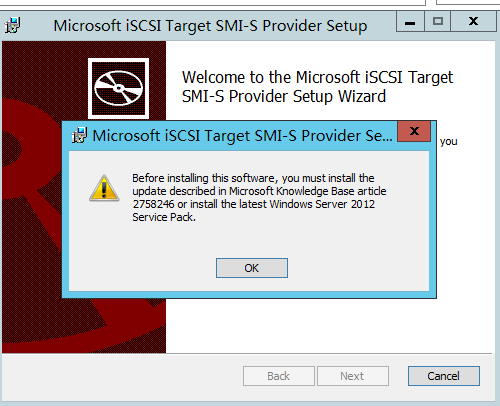 Microsoft iSCSI Target SMI-S Provider Setup
Welcome to the Microsoft iSCSI Target
SMI-S Provider Setup Wizard
you
Microsoft iSCSI Target SMI-S Provider Se...
Before installing this software, you must install the
update described in Microsoft Knowledge Base article
2758246 or install the latest Windows Server 2012
Service Pack.
OK
Back
Next
Cancel